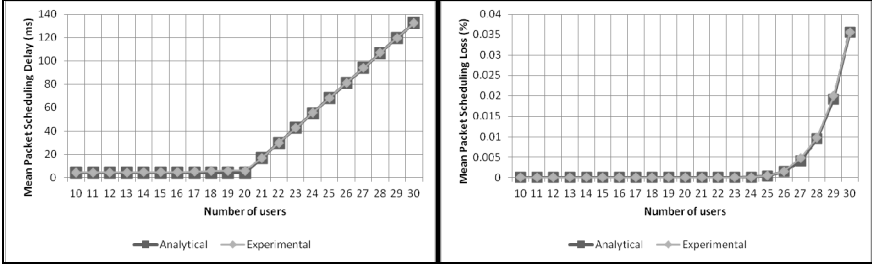 Mean Packet Scheduling Delay (ms)
140
120
100
80
60
40
20
0
10 11 12 13 14 15 16 17 18 19 20 21 22 23 24 25 26 27 28 29 30
Number of users
Analytical Experimental
Mean Packet Scheduling Loss (%)
0.04
0.035
0.03
0.025
0.02
0.015
0.01
0.005
0
10 11 12 13 14 15 16 17 18 19 20 21 22 23 24 25 26 27 28 29 30
Number of users
Analytical Experimental